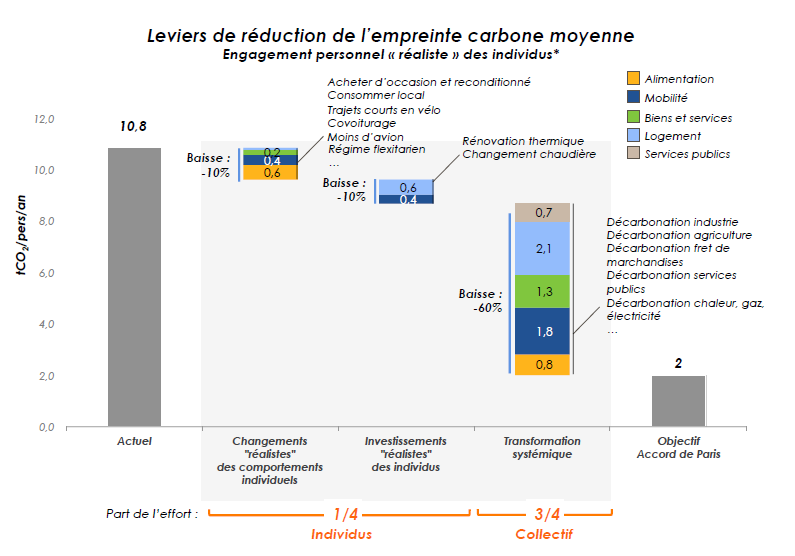 Leviers de réduction de l’empreinte carbone moyenne
Engagement personnel « réaliste » des individus*
Acheter d’occasion et reconditionné
Consommer local
Trajets courts en vélo
Covoiturage
Moins d’avion
Régime flexitarien
…
Alimentation
Mobilité
Biens et services
Logement
Services publics
Rénovation thermique
Changement chaudière
Décarbonation industrie
Décarbonation agriculture
Décarbonation fret de
marchandises
Décarbonation services
publics
Décarbonation chaleur, gaz,
électricité
…
tCO₂/pers/an
12,0
10,0
8,0
6,0
4,0
2,0
0,0
10,8
Baisse :
-10%
0,2
0,4
0,6
Baisse :
-10%
0,6
0,4
Baisse :
-60%
0,7
2,1
1,3
1,8
0,8
2
Actuel
Changements
"réalistes"
des comportements
individuels
Investissements
"réalistes"
des individus
Transformation
systémique
Objectif
Accord de Paris
Part de l’effort :
1/4
Individus
3/4
Collectif